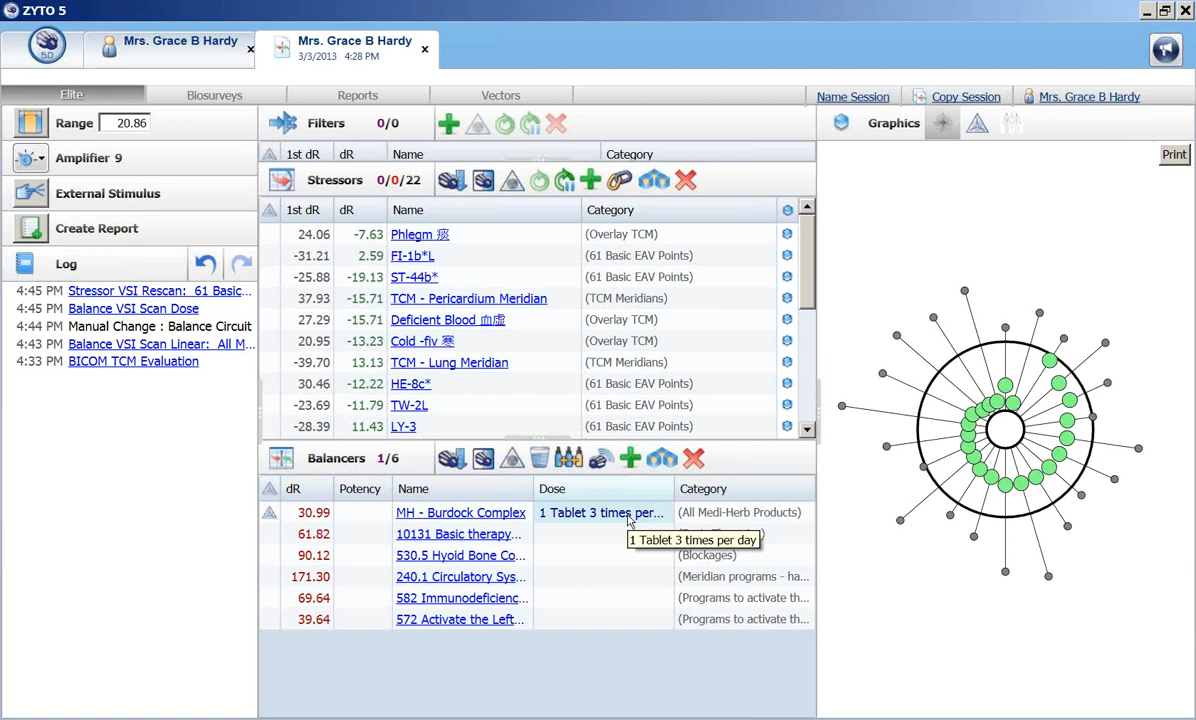 ZYTO 5
5.0
Mrs. Grace B Hardy x
Mrs. Grace B Hardy x
3/3/2013 4:28 PM
Elite Biosurveys Reports Vectors
Name Session Copy Session Mrs. Grace B Hardy
Range 20.86
Amplifier 9
External Stimulus
Create Report
Log
4:45 PM Stressor VSI Rescan: 61 Basic...
4:45 PM Balance VSI Scan Dose
4:44 PM Manual Change : Balance Circuit
4:43 PM Balance VSI Scan Linear: All M...
4:33 PM BICOM TCM Evaluation
Filters 0/0
1st dR dR Name Category
Stressors 0/0/22
1st dR dR Name Category
24.06 -7.63 Phlegm 痰 (Overlay TCM)
-31.21 2.59 FI-1b*L (61 Basic EAV Points)
-25.88 -19.13 ST-44b* (61 Basic EAV Points)
37.93 -15.71 TCM - Pericardium Meridian (TCM Meridians)
27.29 -15.71 Deficient Blood 血虚 (Overlay TCM)
20.95 -13.23 Cold -fiv 寒 (Overlay TCM)
-39.70 13.13 TCM - Lung Meridian (TCM Meridians)
30.46 -12.22 HE-8c* (61 Basic EAV Points)
-23.69 -11.79 TW-2L (61 Basic EAV Points)
-28.39 11.43 LY-3 (61 Basic EAV Points)
Balancers 1/6
dR Potency Name Dose Category
30.99 MH - Burdock Complex 1 Tablet 3 times per... (All Medi-Herb Products)
61.82 10131 Basic therapy...
1 Tablet 3 times per day
90.12 530.5 Hyoid Bone Co... (Blockages)
171.30 240.1 Circulatory Sys... (Meridian programs - ha...
69.64 582 Immunodeficienc... (Programs to activate th...
39.64 572 Activate the Left... (Programs to activate th...
Graphics
Print